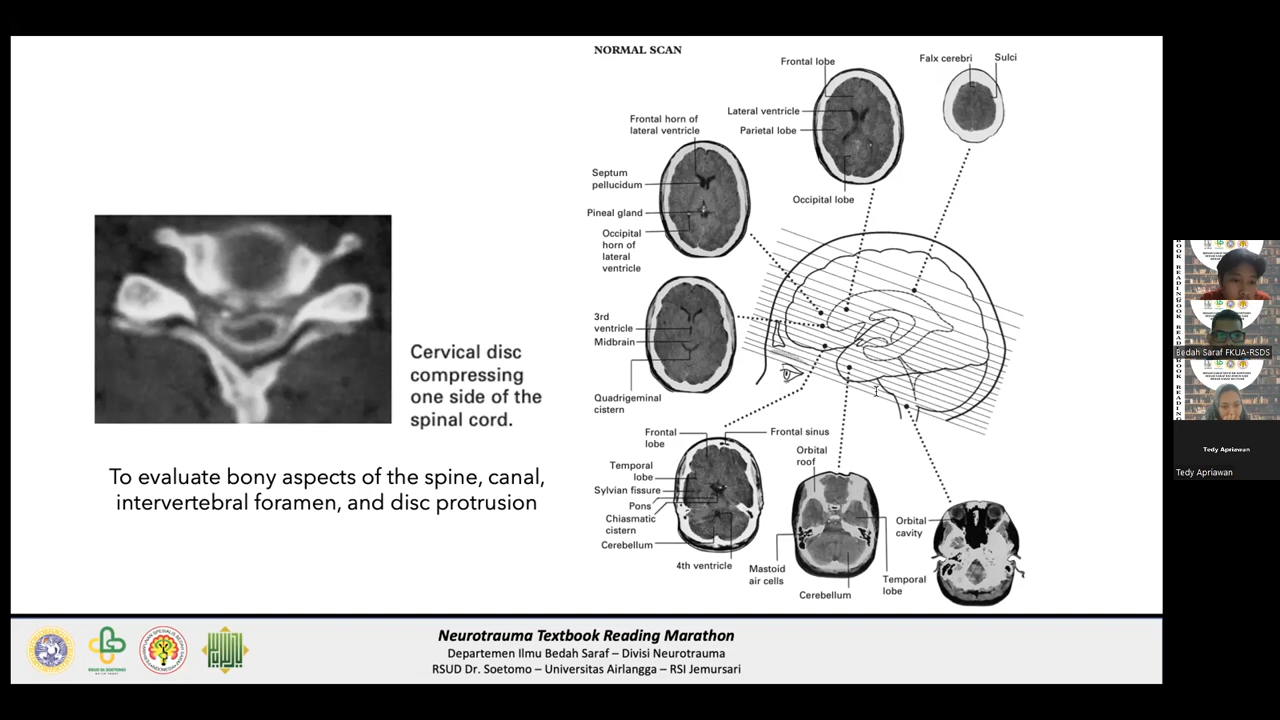 NORMAL SCAN
Frontal lobe
Falx cerebri
Sulci
Lateral ventricle
Parietal lobe
Occipital lobe
Frontal horn of
lateral ventricle
Septum
pellucidum
Pineal gland
Occipital
horn of
lateral
ventricle
3rd
ventricle
Midbrain
Quadrigeminal
cistern
Frontal
lobe
Frontal sinus
Temporal
lobe
Sylvian fissure
Pons
Chiasmatic
cistern
Cerebellum
4th ventricle
Orbital
roof
Mastoid
air cells
Cerebellum
Temporal
lobe
Orbital
cavity
Cervical disc
compressing
one side of the
spinal cord.
To evaluate bony aspects of the spine, canal,
intervertebral foramen, and disc protrusion
RSUD Dr. SOETOMO
Neurotrauma Textbook Reading Marathon
Departemen Ilmu Bedah Saraf – Divisi Neurotrauma
RSUD Dr. Soetomo – Universitas Airlangga – RSI Jemursari
Bedah Saraf FKUA-RSDS
Tedy Apriawan
Tedy Apriawan